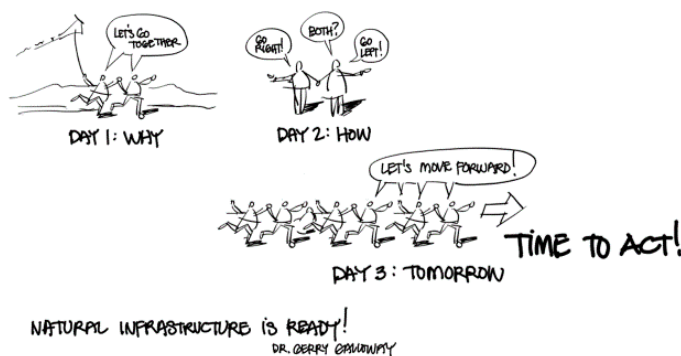 LET'S GO
TOGETHER
DAY 1: WHY
GO
RIGHT!
BOTH?
GO
LEFT!
DAY 2: HOW
LET'S MOVE FORWARD!
TIME TO ACT!
DAY 3: TOMORROW
NATURAL INFRASTRUCTURE IS READY!
DR. GERRY GALLOWAY